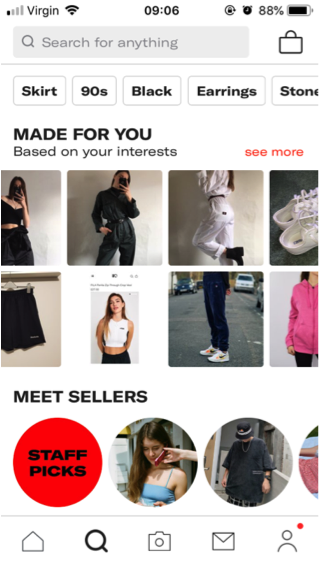 Virgin 09:06 88%
Search for anything
Skirt 90s Black Earrings Stone
MADE FOR YOU
Based on your interests see more
MEET SELLERS
STAFF
PICKS